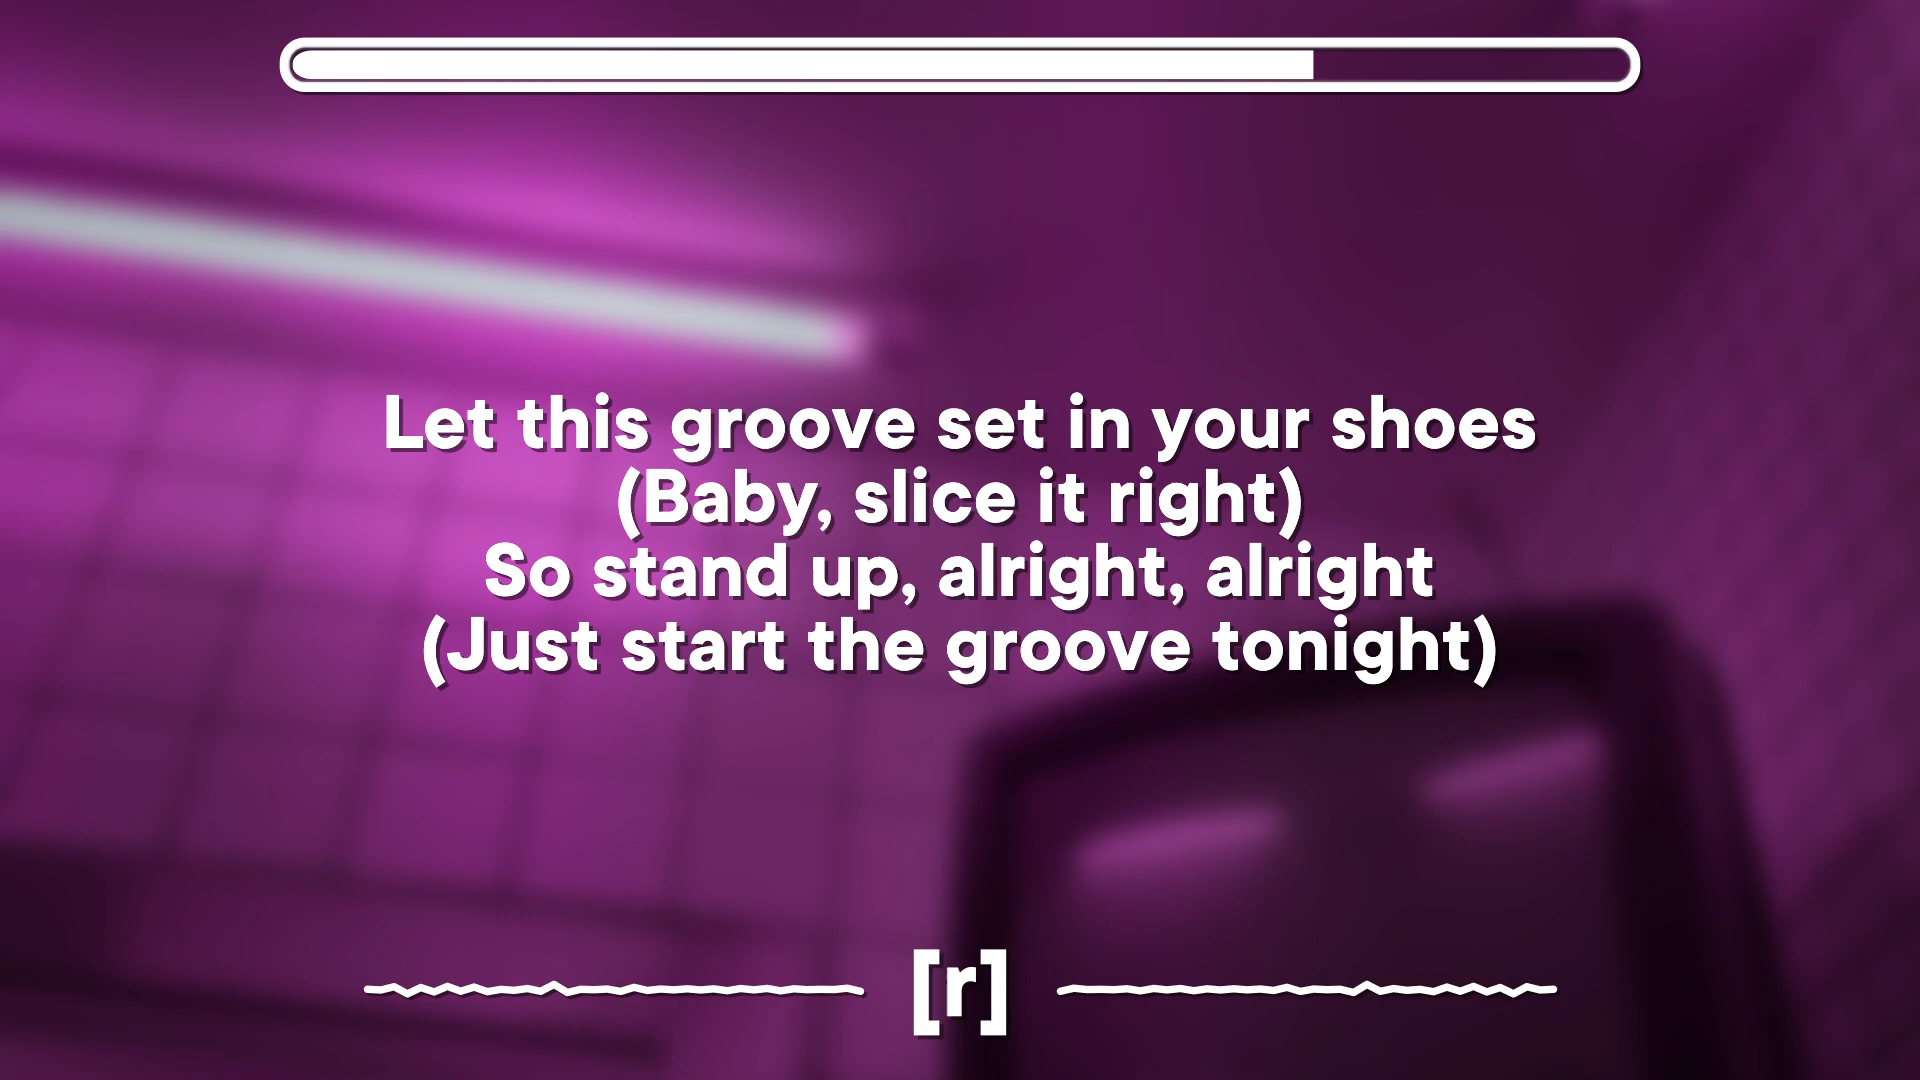 Let this groove set in your shoes
(Baby, slice it right)
So stand up, alright, alright
(Just start the groove tonight)
[r]